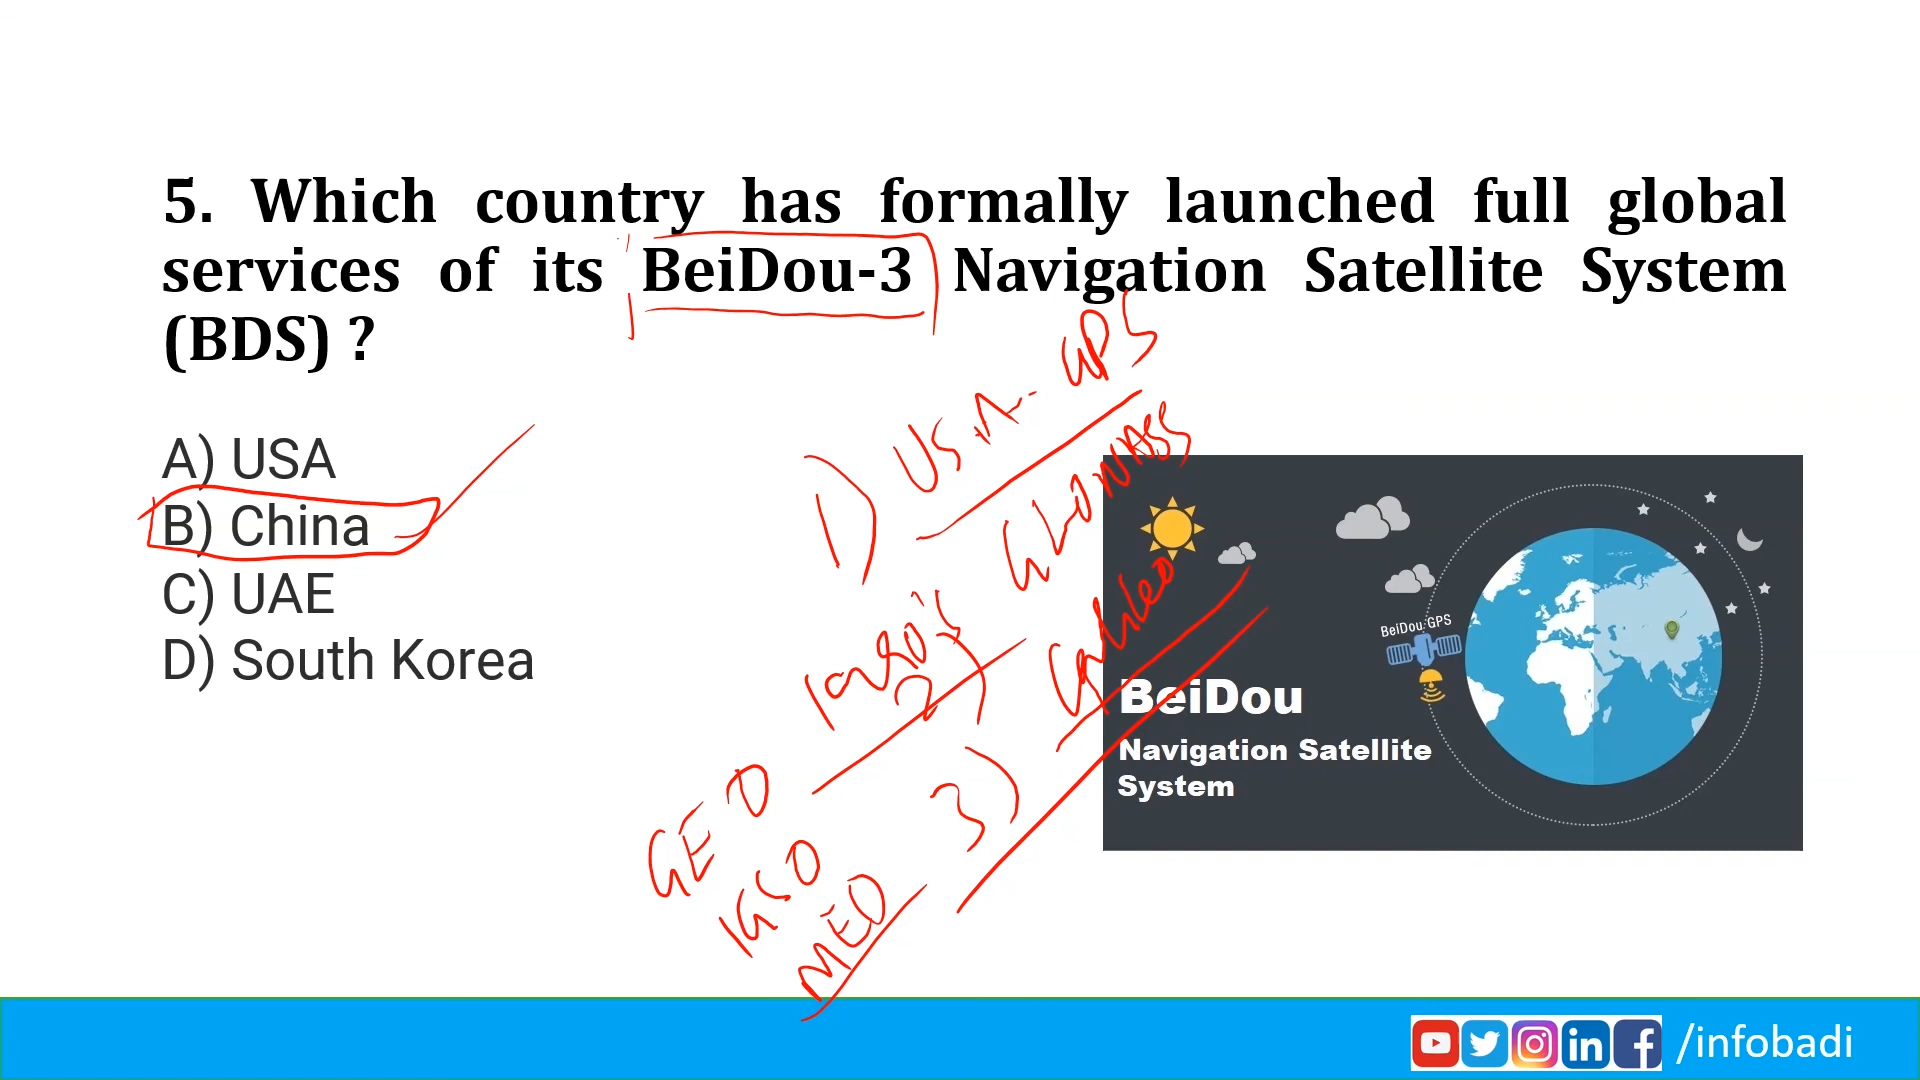 5. Which country has formally launched full global
services of its BeiDou-3 Navigation Satellite System
(BDS) ?
A) USA
B) China
C) UAE
D) South Korea
1) USA - GPS
2) GLONASS
3) Galileo
GEO
IGSO
MEO
BeiDou GPS
BeiDou
Navigation Satellite
System
/infobadi